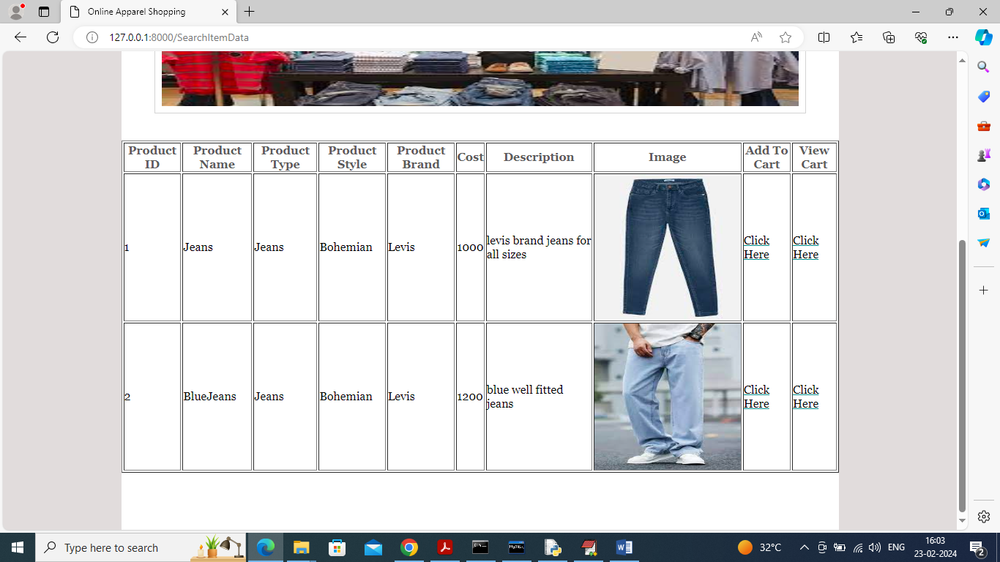 Online Apparel Shopping
127.0.0.1:8000/SearchItemData
Product ID Product Name Product Type Product Style Product Brand Cost Description Image Add To Cart View Cart
1 Jeans Jeans Bohemian Levis 1000 levis brand jeans for all sizes Click Here Click Here
2 BlueJeans Jeans Bohemian Levis 1200 blue well fitted jeans Click Here Click Here
Type here to search
32°C
ENG
16:03
23-02-2024
2